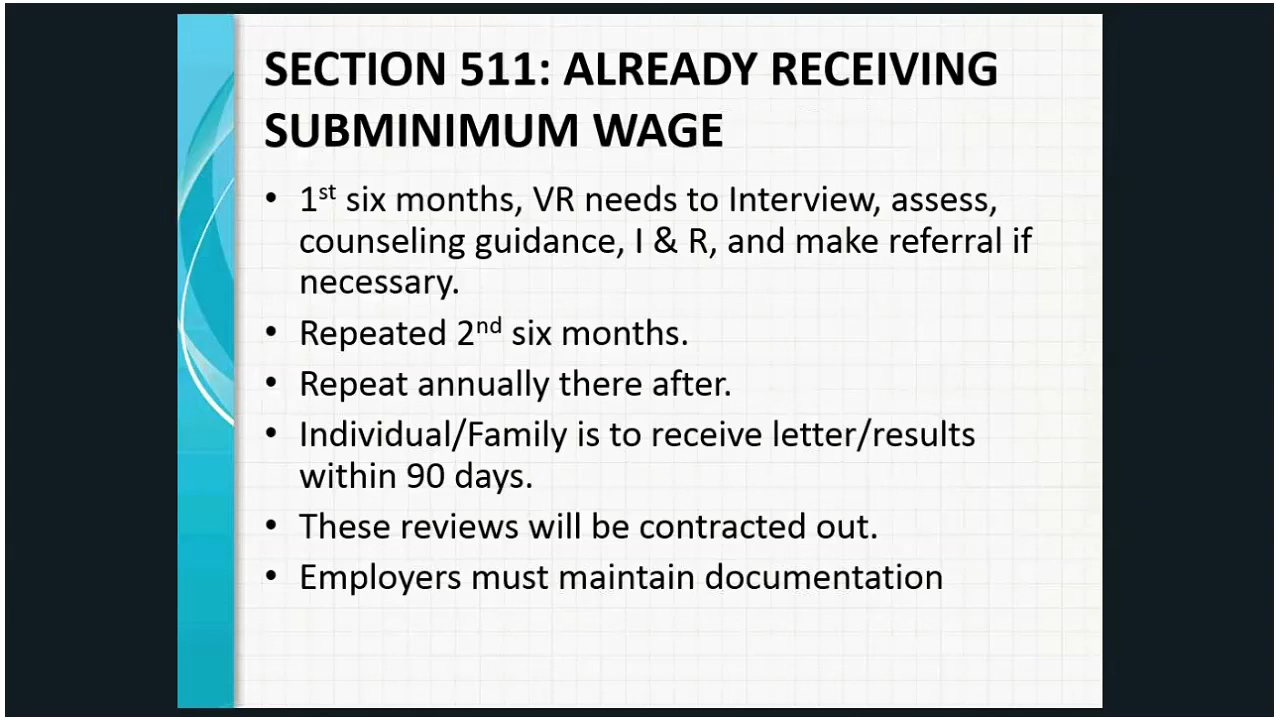 SECTION 511: ALREADY RECEIVING
SUBMINIMUM WAGE
• 1st six months, VR needs to Interview, assess,
counseling guidance, I & R, and make referral if
necessary.
• Repeated 2nd six months.
• Repeat annually there after.
• Individual/Family is to receive letter/results
within 90 days.
• These reviews will be contracted out.
• Employers must maintain documentation